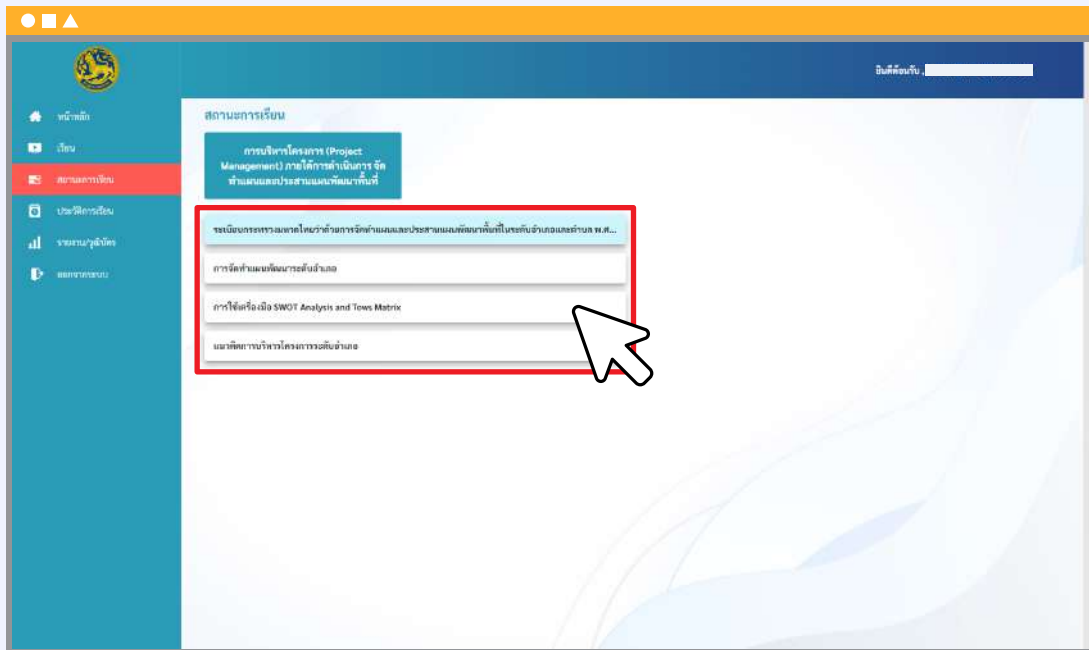 ยินดีต้อนรับ ,
หน้าหลัก
เรียน
สถานะการเรียน
ประวัติการเรียน
รายงาน/วุฒิบัตร
ออกจากระบบ
สถานะการเรียน
การบริหารโครงการ (Project
Management) ภายใต้การดำเนินการ จัด
ทำแผนและประสานแผนพัฒนาพื้นที่
ระเบียบกระทรวงมหาดไทยว่าด้วยการจัดทำแผนและประสานแผนพัฒนาพื้นที่ในระดับอำเภอและตำบล พ.ศ...
การจัดทำแผนพัฒนาระดับอำเภอ
การใช้เครื่องมือ SWOT Analysis and Tows Matrix
แนวคิดการบริหารโครงการระดับอำเภอ